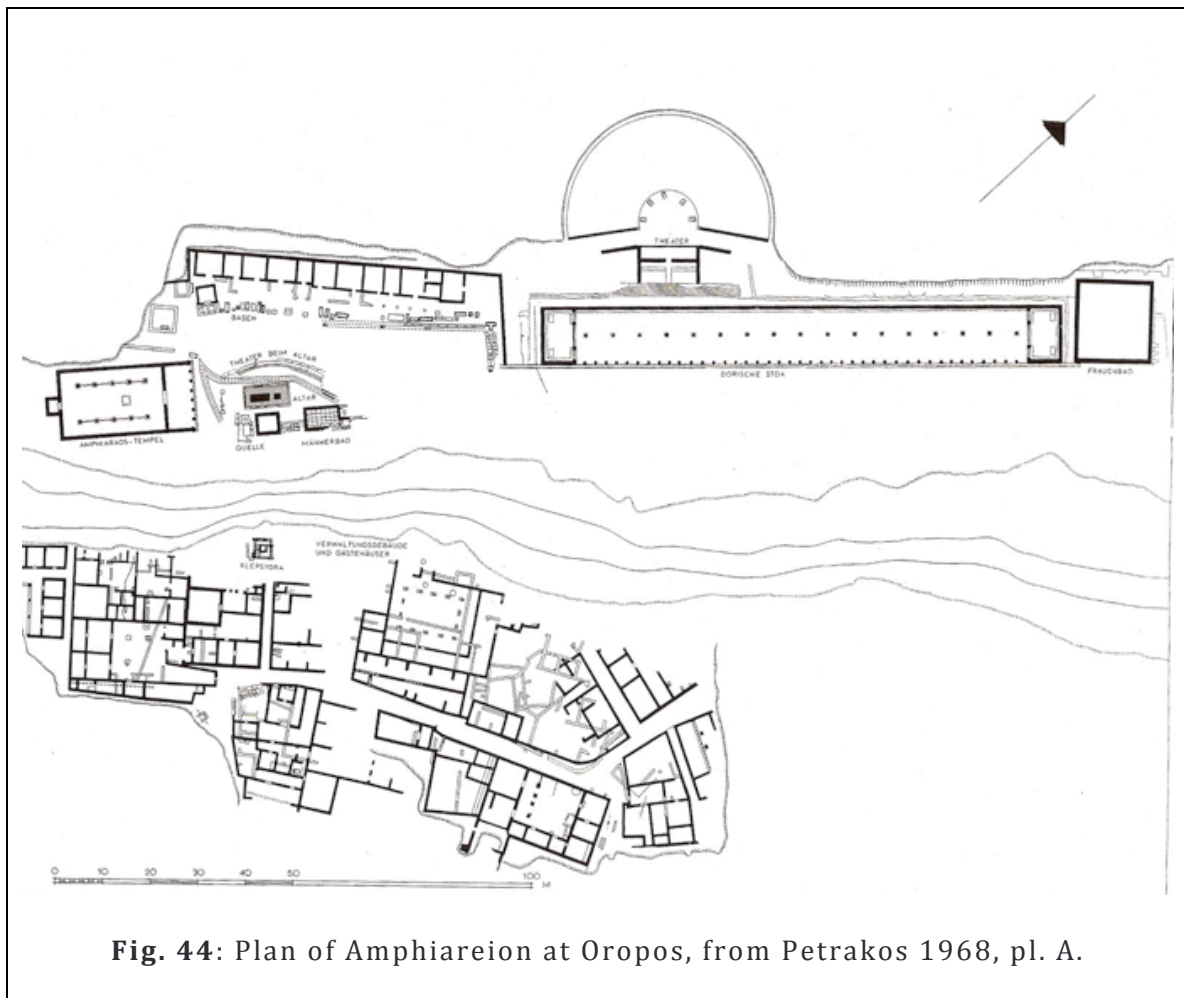 THEATER
BASEN
THEATER BEIM ALTAR
DORISCHE STOA
FRAUENBAD
ALTAR
AMPHIARAOS-TEMPEL
QUELLE
MÄNNERBAD
KLEPSYDRA
VERWALTUNGSGEBÄUDE
UND GÄSTEHÄUSER
0 10 20 30 40 50 100
M
Fig. 44: Plan of Amphiareion at Oropos, from Petrakos 1968, pl. A.